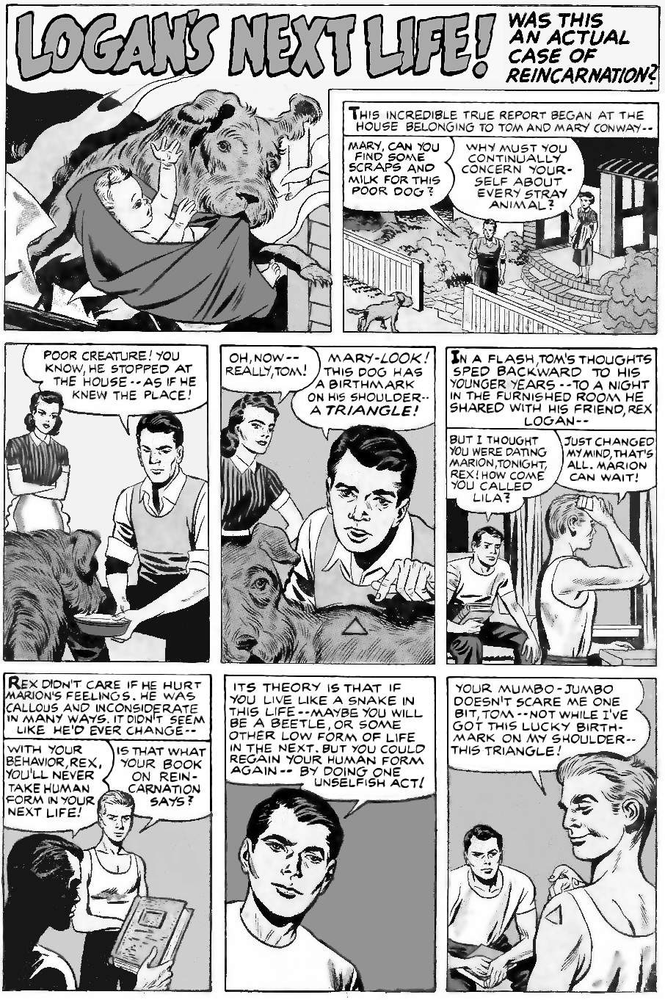 LOGAN'S NEXT LIFE!
WAS THIS
AN ACTUAL
CASE OF
REINCARNATION?
THIS INCREDIBLE TRUE REPORT BEGAN AT THE
HOUSE BELONGING TO TOM AND MARY CONWAY--
MARY, CAN YOU
FIND SOME
SCRAPS AND
MILK FOR THIS
POOR DOG?
WHY MUST YOU
CONTINUALLY
CONCERN YOUR-
SELF ABOUT
EVERY STRAY
ANIMAL?
POOR CREATURE! YOU
KNOW, HE STOPPED AT
THE HOUSE--AS IF HE
KNEW THE PLACE!
OH, NOW--
REALLY, TOM!
MARY-LOOK!
THIS DOG HAS
A BIRTHMARK
ON HIS SHOULDER--
A TRIANGLE!
IN A FLASH, TOM'S THOUGHTS
SPED BACKWARD TO HIS
YOUNGER YEARS--TO A NIGHT
IN THE FURNISHED ROOM HE
SHARED WITH HIS FRIEND, REX
LOGAN--
BUT I THOUGHT
YOU WERE DATING
MARION, TONIGHT,
REX! HOW COME
YOU CALLED
LILA?
JUST CHANGED
MY MIND, THAT'S
ALL. MARION
CAN WAIT!
REX DIDN'T CARE IF HE HURT
MARION'S FEELINGS. HE WAS
CALLOUS AND INCONSIDERATE
IN MANY WAYS. IT DIDN'T SEEM
LIKE HE'D EVER CHANGE--
WITH YOUR
BEHAVIOR, REX,
YOU'LL NEVER
TAKE HUMAN
FORM IN YOUR
NEXT LIFE!
IS THAT WHAT
YOUR BOOK
ON REIN-
CARNATION
SAYS?
ITS THEORY IS THAT IF
YOU LIVE LIKE A SNAKE IN
THIS LIFE--MAYBE YOU WILL
BE A BEETLE, OR SOME
OTHER LOW FORM OF LIFE
IN THE NEXT. BUT YOU COULD
REGAIN YOUR HUMAN FORM
AGAIN-- BY DOING ONE
UNSELFISH ACT!
YOUR MUMBO-JUMBO
DOESN'T SCARE ME ONE
BIT, TOM--NOT WHILE I'VE
GOT THIS LUCKY BIRTH-
MARK ON MY SHOULDER--
THIS TRIANGLE!